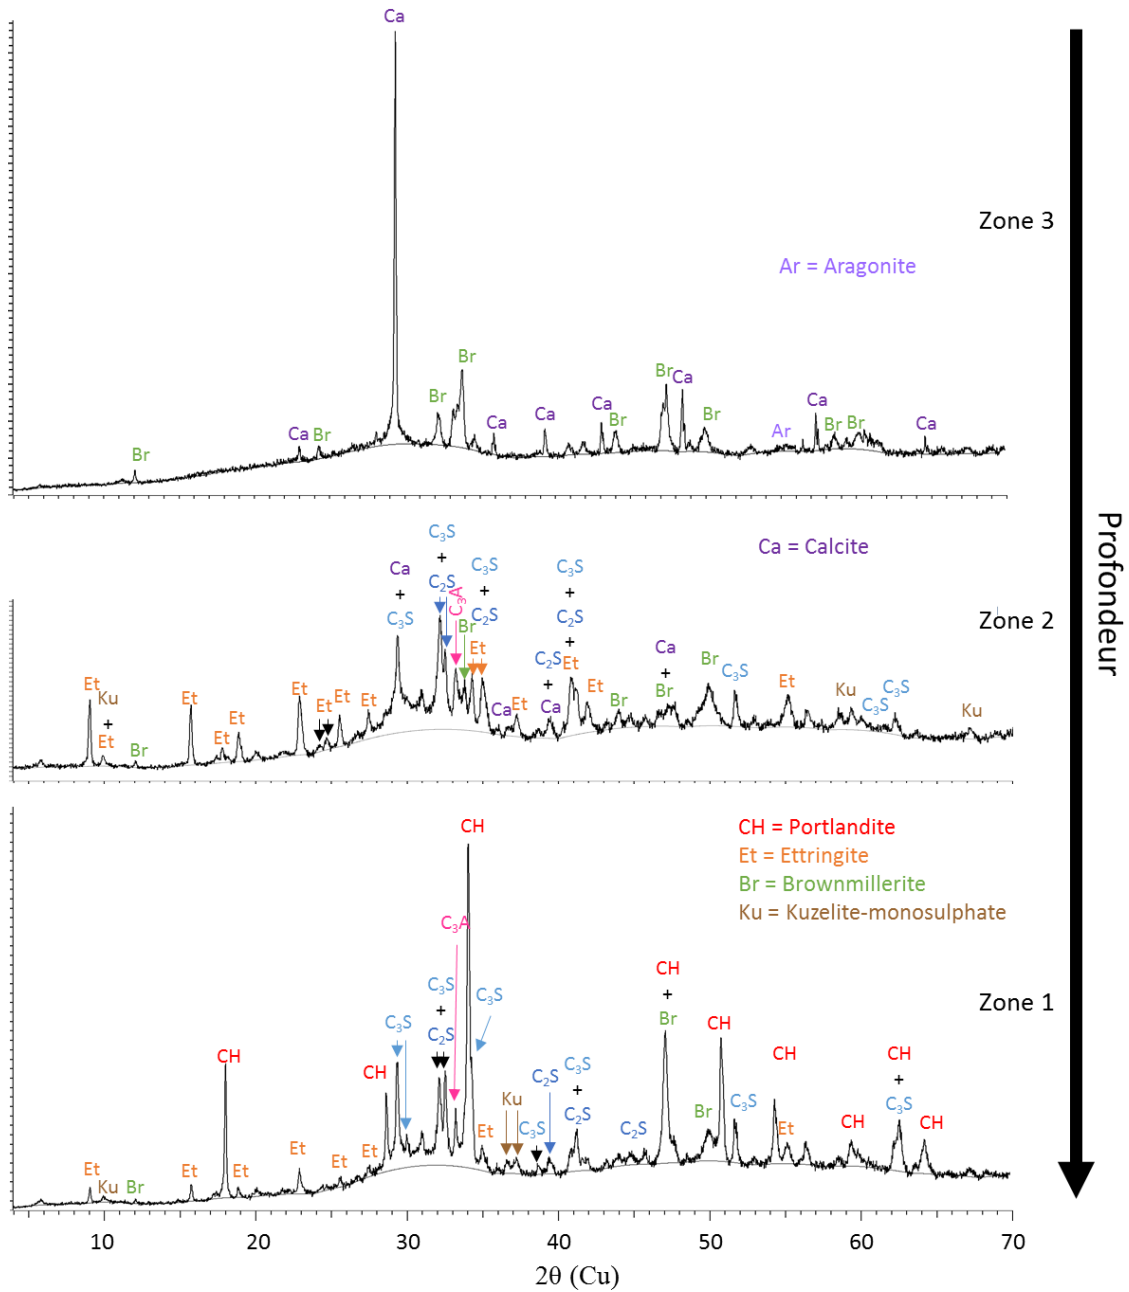 Ca
Zone 3
Ar = Aragonite
Br
Br
Ca
Br
Ca
Ca
Ca
Ca
Br
Br
Br
Ca
Br
Ar
Br
Br
Ca
Profondeur
C₃S
+
C₂S
C₃A
Ca
+
C₃S
C₃S
+
C₂S
C₃S
+
C₂S
+
Et
Ca = Calcite
Zone 2
Br
Et
Et
Ku
+
Et
Br
Et
Et
Et
Et
Et
Et
Et
Ca
Et
C₂S
+
Ca
Et
Br
Ca
+
Br
Br
C₃S
Et
Ku
C₃S
C₃S
Ku
CH
CH = Portlandite
Et = Ettringite
Br = Brownmillerite
Ku = Kuzelite-monosulphate
C₃A
Zone 1
C₃S
+
C₂S
C₃S
C₃S
CH
+
Br
CH
CH
CH
CH
CH
+
C₃S
C₃S
+
C₂S
C₂S
Ku
C₃S
Et
Et
Ku
Br
Et
Et
Et
Et
Et
C₂S
Br
C₃S
Et
CH
CH
10
20
30
40
50
60
70
2θ (Cu)